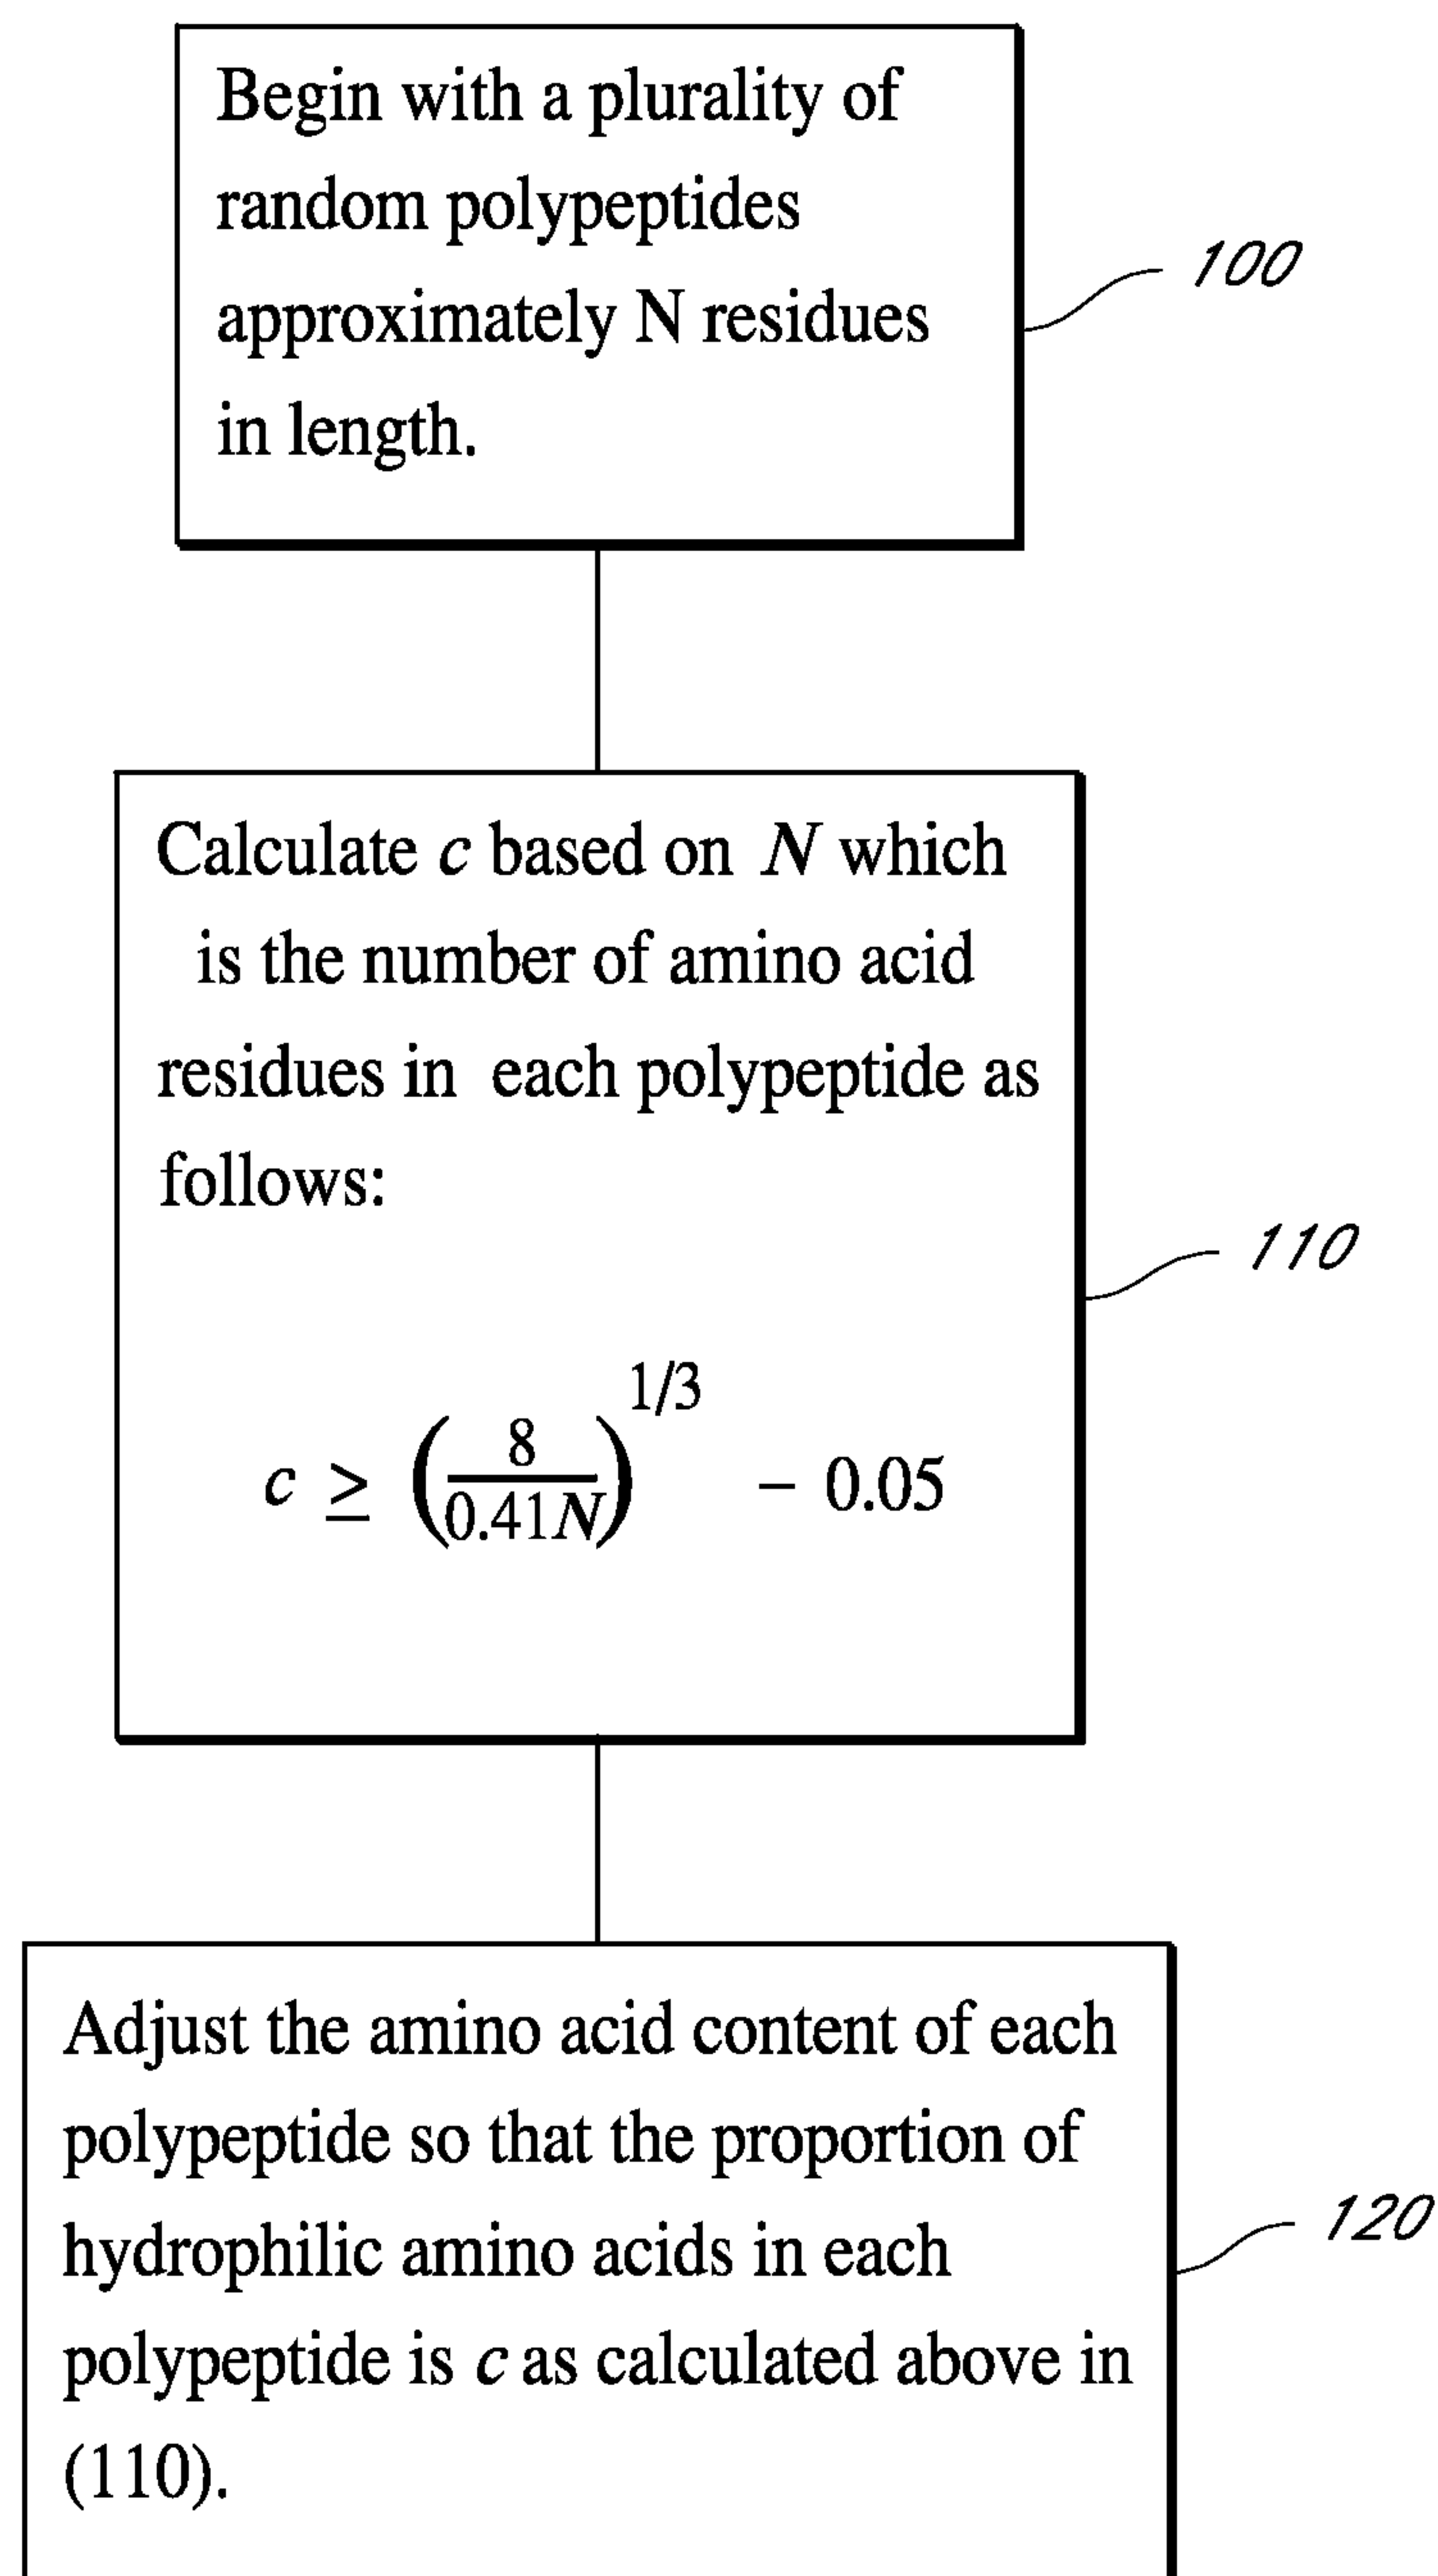 Begin with a plurality of
random polypeptides
approximately N residues
in length.
100
Calculate c based on N which
is the number of amino acid
residues in each polypeptide as
follows:
c ≥ (8/0.41N)^1/3 − 0.05
110
Adjust the amino acid content of each
polypeptide so that the proportion of
hydrophilic amino acids in each
polypeptide is c as calculated above in
(110).
120